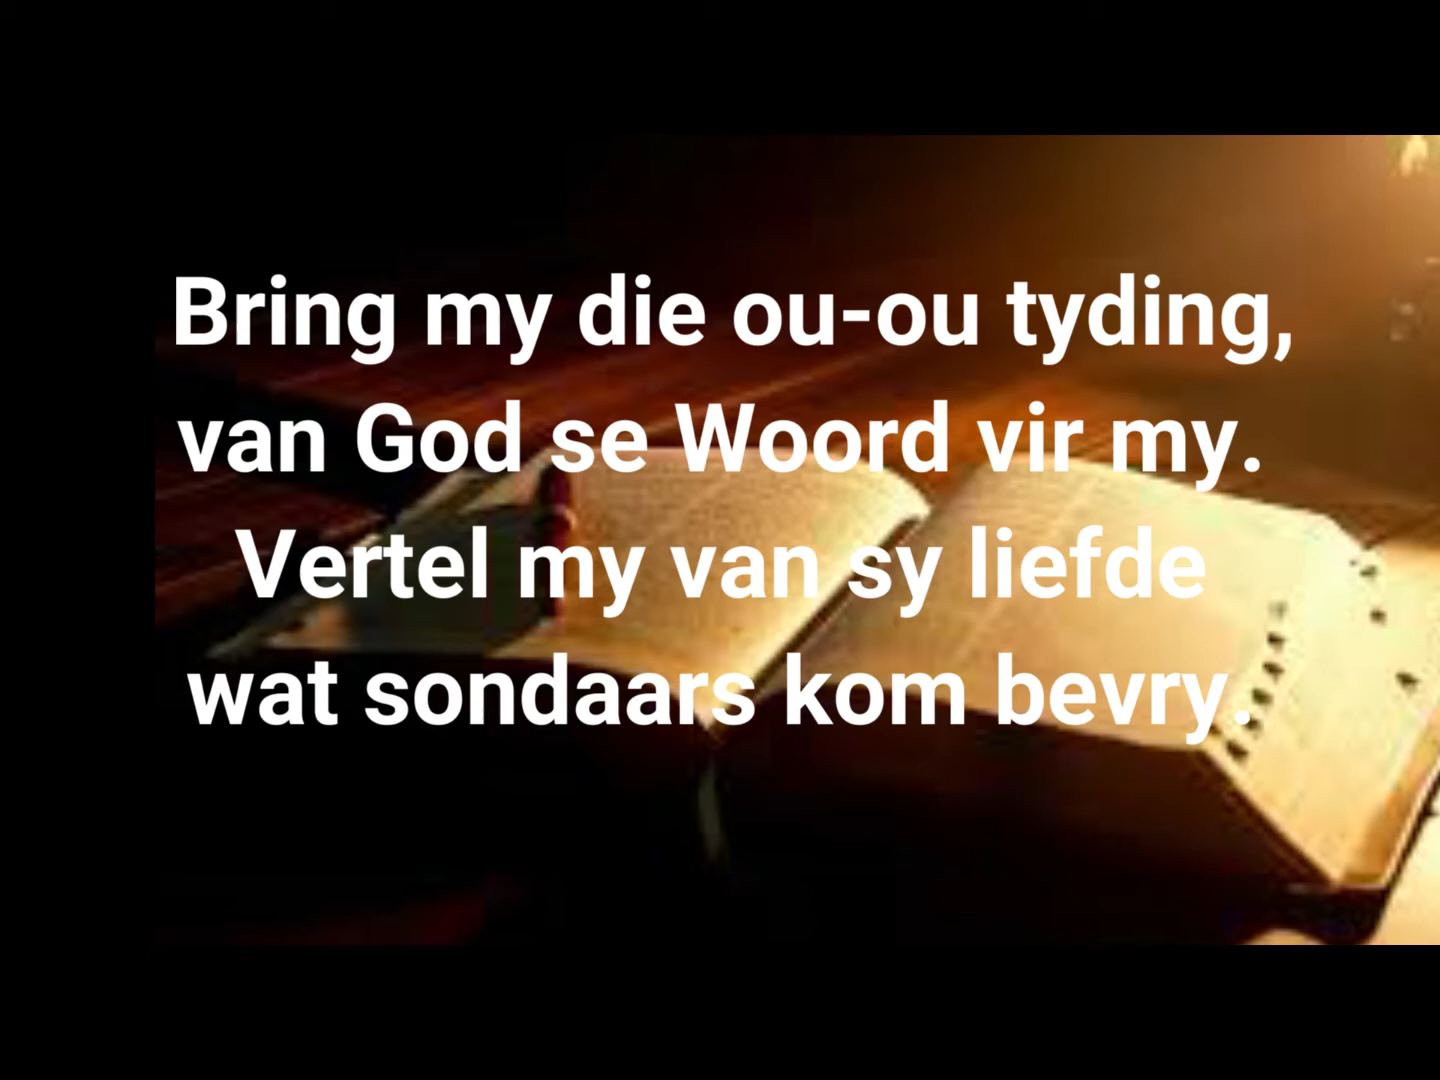 Bring my die ou-ou tyding,
van God se Woord vir my.
Vertel my van sy liefde
wat sondaars kom bevry.